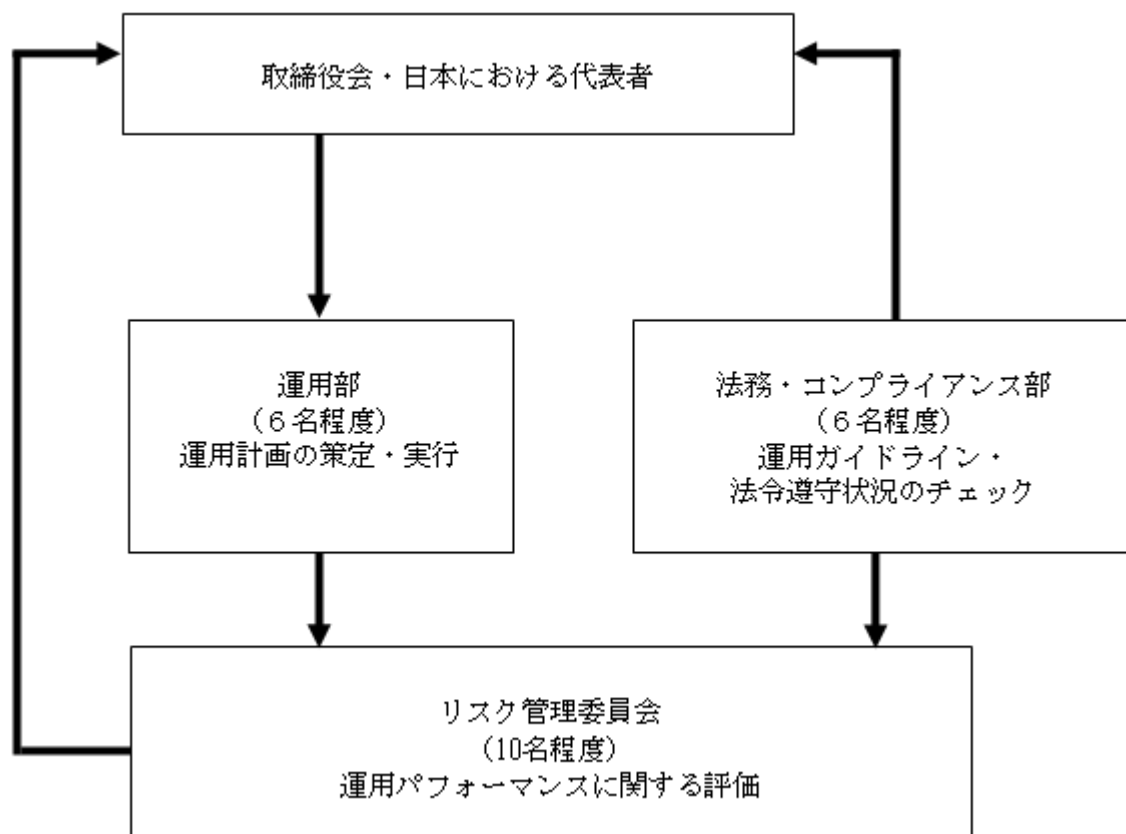 取締役会・日本における代表者
運用部
（６名程度）
運用計画の策定・実行
法務・コンプライアンス部
（６名程度）
運用ガイドライン・
法令遵守状況のチェック
リスク管理委員会
（10名程度）
運用パフォーマンスに関する評価